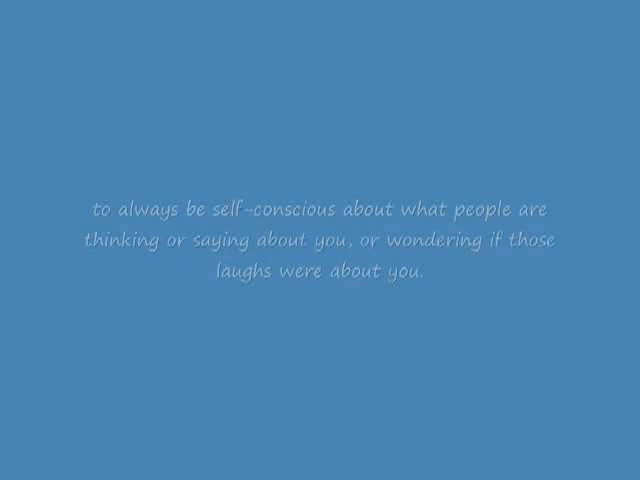 to always be self-conscious about what people are
thinking or saying about you, or wondering if those
laughs were about you.